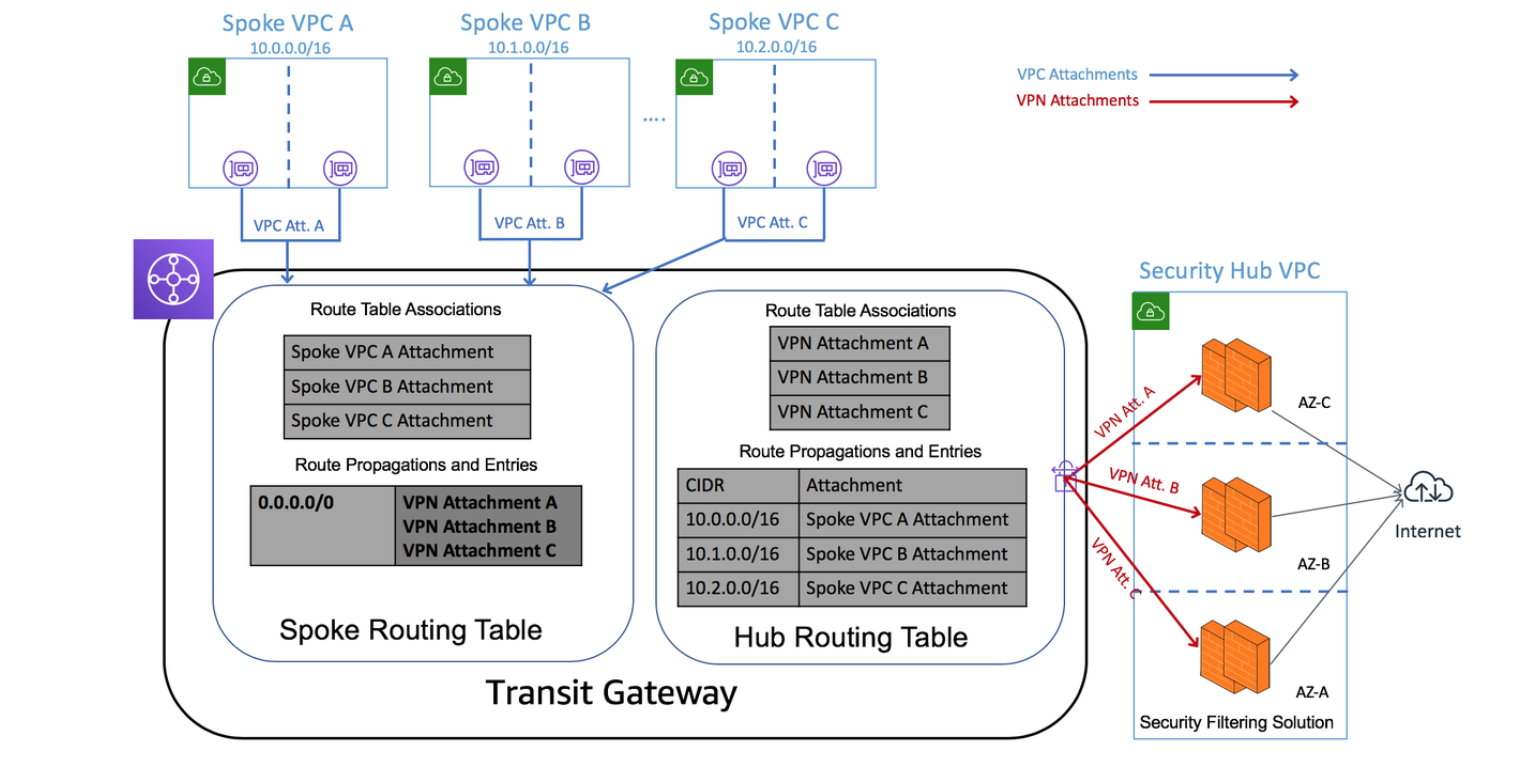 Spoke VPC A
10.0.0.0/16
Spoke VPC B
10.1.0.0/16
Spoke VPC C
10.2.0.0/16
....
VPC Attachments
VPN Attachments
VPC Att. A
VPC Att. B
VPC Att. C
Route Table Associations
Spoke VPC A Attachment
Spoke VPC B Attachment
Spoke VPC C Attachment
Route Propagations and Entries
0.0.0.0/0
VPN Attachment A
VPN Attachment B
VPN Attachment C
Spoke Routing Table
Route Table Associations
VPN Attachment A
VPN Attachment B
VPN Attachment C
Route Propagations and Entries
CIDR Attachment
10.0.0.0/16 Spoke VPC A Attachment
10.1.0.0/16 Spoke VPC B Attachment
10.2.0.0/16 Spoke VPC C Attachment
Hub Routing Table
Transit Gateway
VPN Att. A
VPN Att. B
VPN Att. C
Security Hub VPC
AZ-C
AZ-B
AZ-A
Security Filtering Solution
Internet